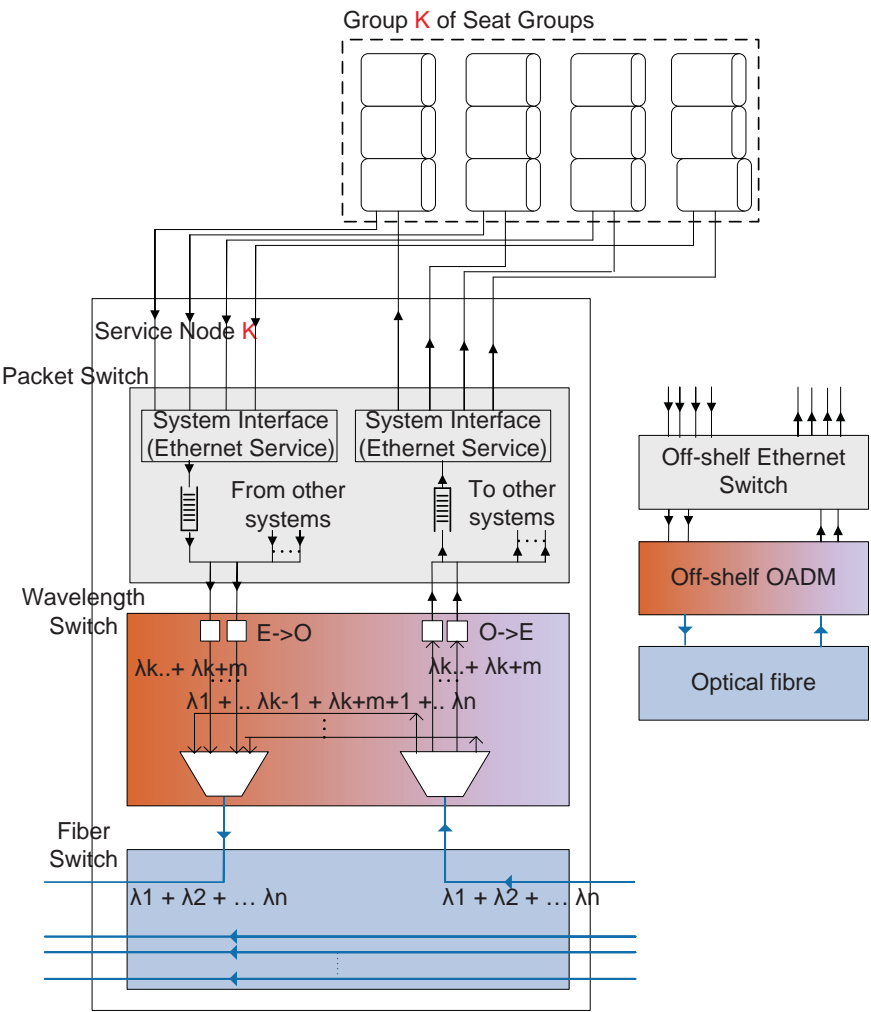 Group K of Seat Groups
Service Node K
Packet Switch
System Interface
(Ethernet Service)
System Interface
(Ethernet Service)
From other
systems
To other
systems
Off-shelf Ethernet
Switch
Off-shelf OADM
Optical fibre
Wavelength
Switch
E->O
O->E
λk..+ λk+m
λk..+ λk+m
λ1 + .. λk-1 + λk+m+1 +.. λn
Fiber
Switch
λ1 + λ2 + … λn
λ1 + λ2 + … λn